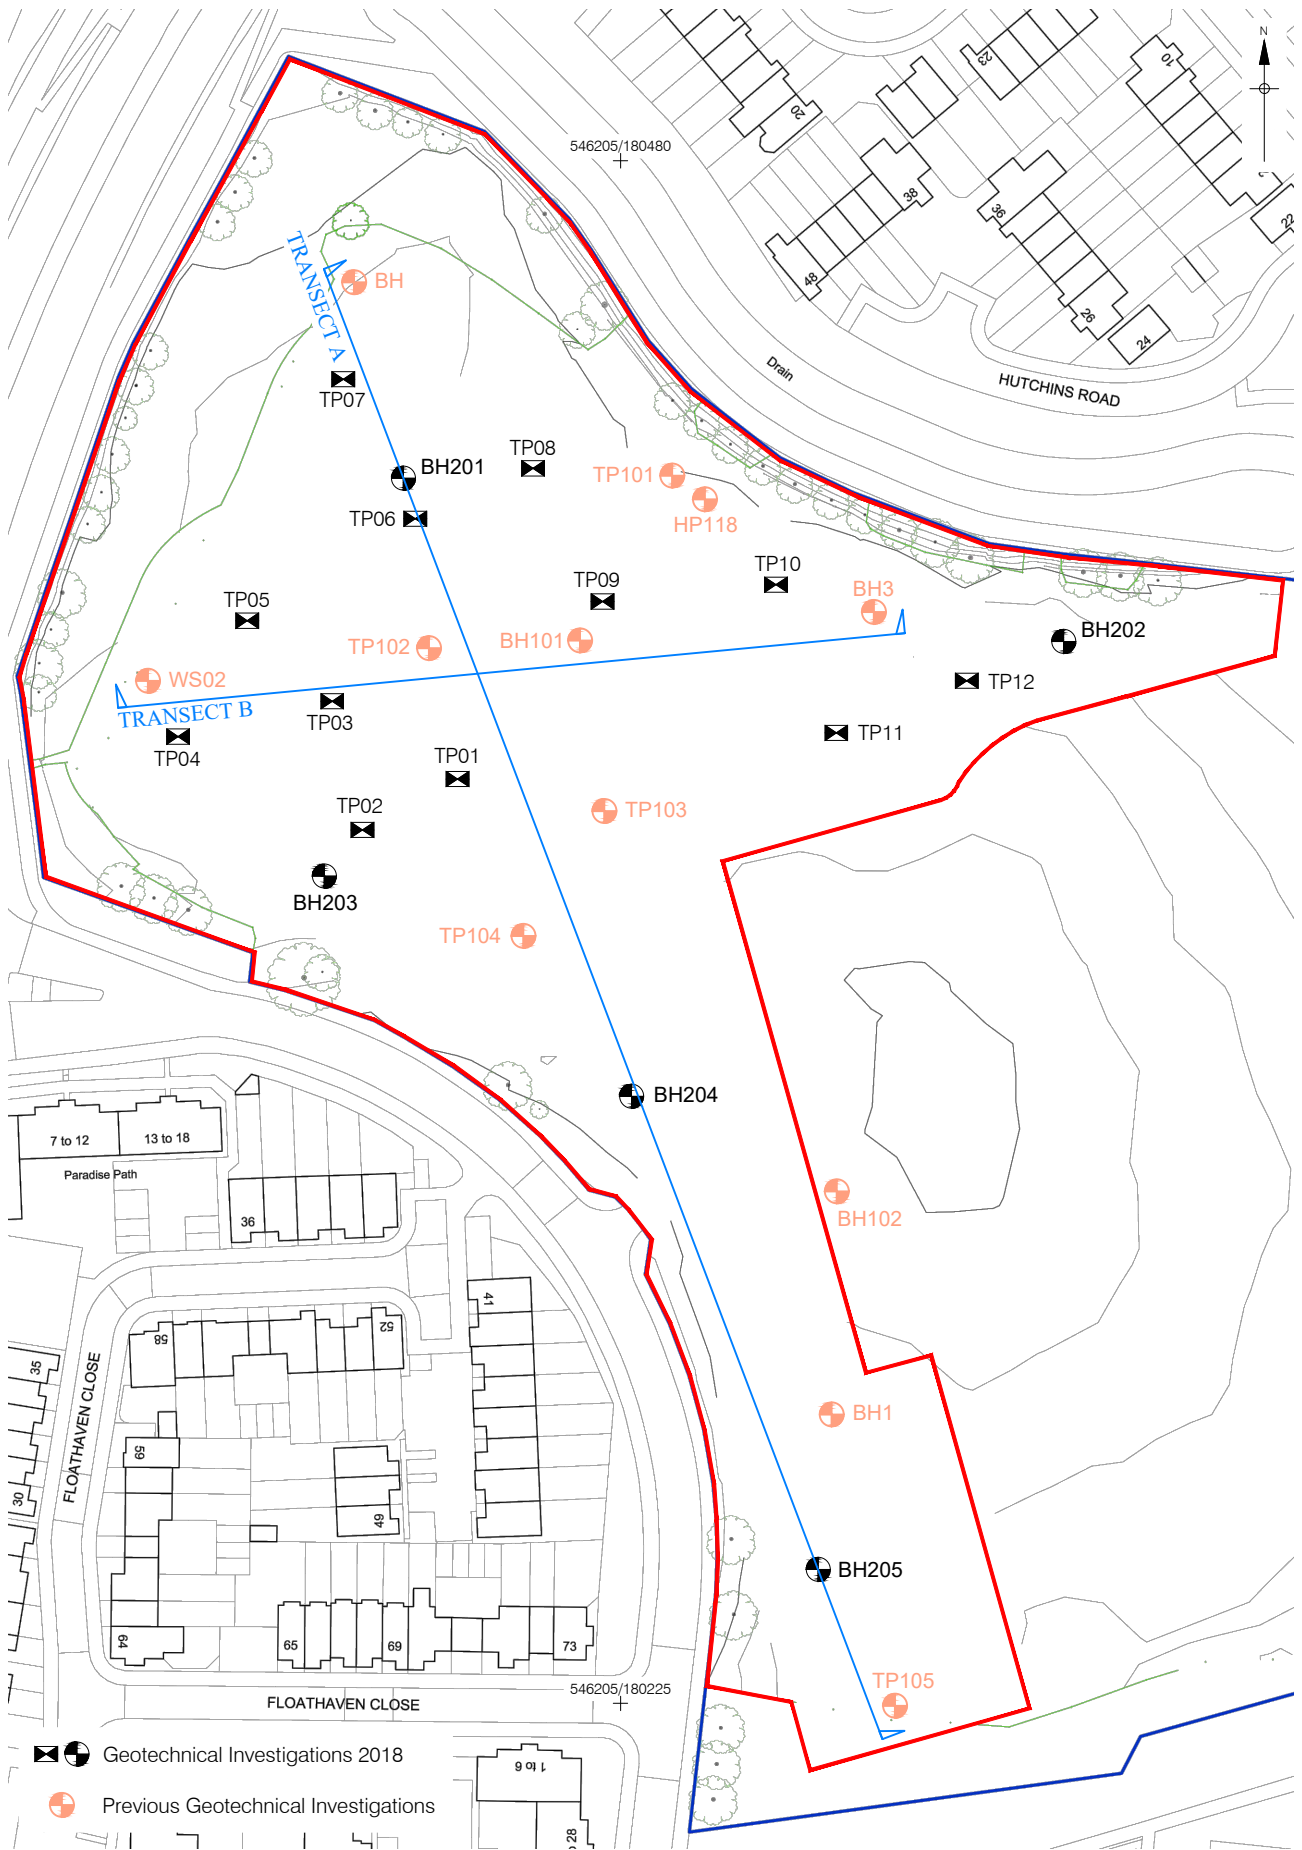 N
23
10
20
546205/180480
38
36
22
48
26
24
TRANSECT A
BH
Drain
HUTCHINS ROAD
TP07
TP08
BH201
TP101
TP06
HP118
TP10
TP09
BH3
TP05
BH202
TP102
BH101
WS02
TP12
TRANSECT B
TP03
TP11
TP04
TP01
TP02
TP103
BH203
TP104
BH204
7 to 12
13 to 18
Paradise Path
BH102
36
41
58
52
35
FLOATHAVEN CLOSE
BH1
59
30
49
BH205
64
65
69
73
TP105
546205/180225
FLOATHAVEN CLOSE
Geotechnical Investigations 2018
1 to 6
Previous Geotechnical Investigations
28